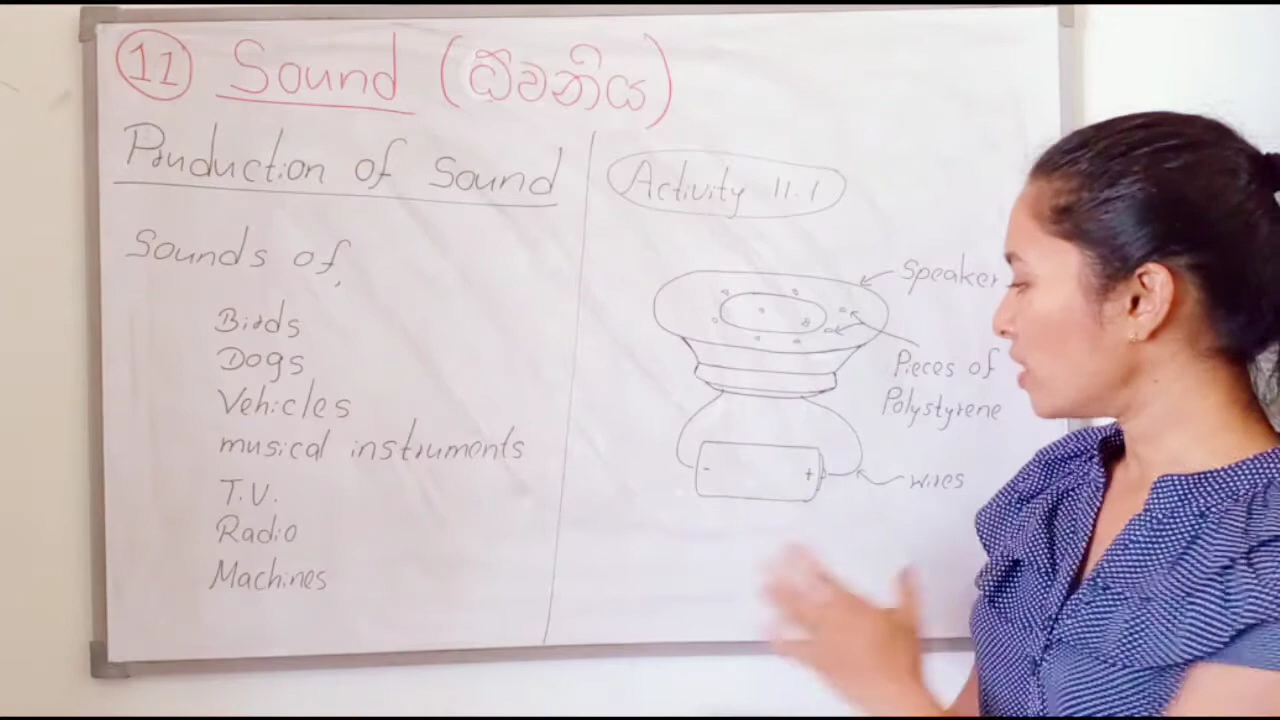 11 Sound (ධ්වනිය)
Production of Sound
Sounds of,
Birds
Dogs
Vehicles
musical instruments
T.V.
Radio
Machines
Activity 11.1
Speaker
Pieces of
Polystyrene
- +
wires